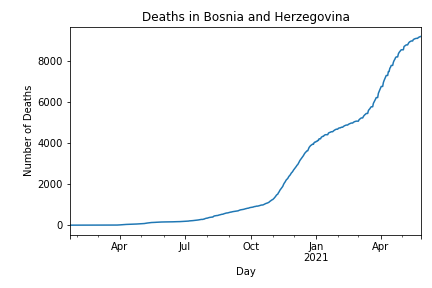 Deaths in Bosnia and Herzegovina
Number of Deaths
8000
6000
4000
2000
0
Apr
Jul
Oct
Jan
2021
Apr
Day